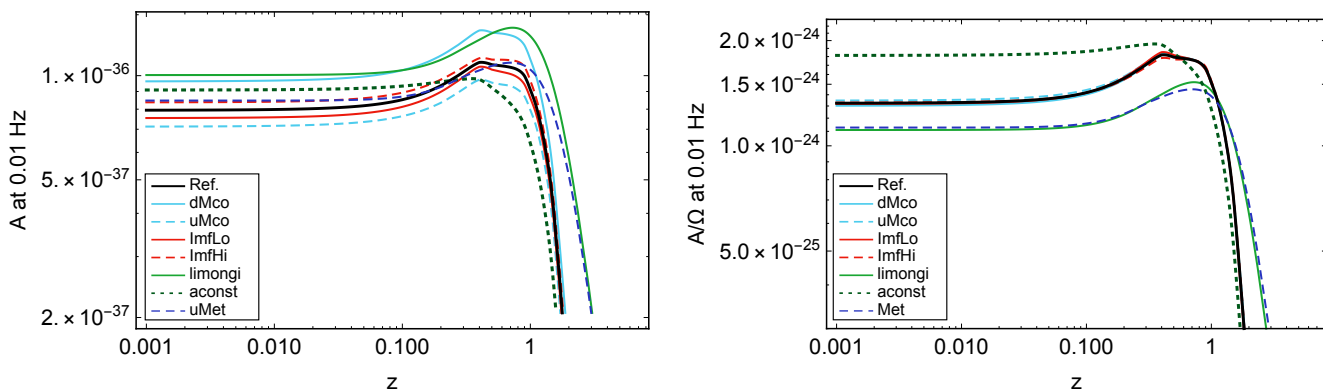 A at 0.01 Hz
1. × 10⁻³⁶
5. × 10⁻³⁷
2. × 10⁻³⁷
Ref.
dMco
uMco
ImfLo
ImfHi
limongi
aconst
uMet
0.001 0.010 0.100 1
z
A/Ω at 0.01 Hz
2.0 × 10⁻²⁴
1.5 × 10⁻²⁴
1.0 × 10⁻²⁴
5.0 × 10⁻²⁵
Ref.
dMco
uMco
ImfLo
ImfHi
limongi
aconst
Met
0.001 0.010 0.100 1
z